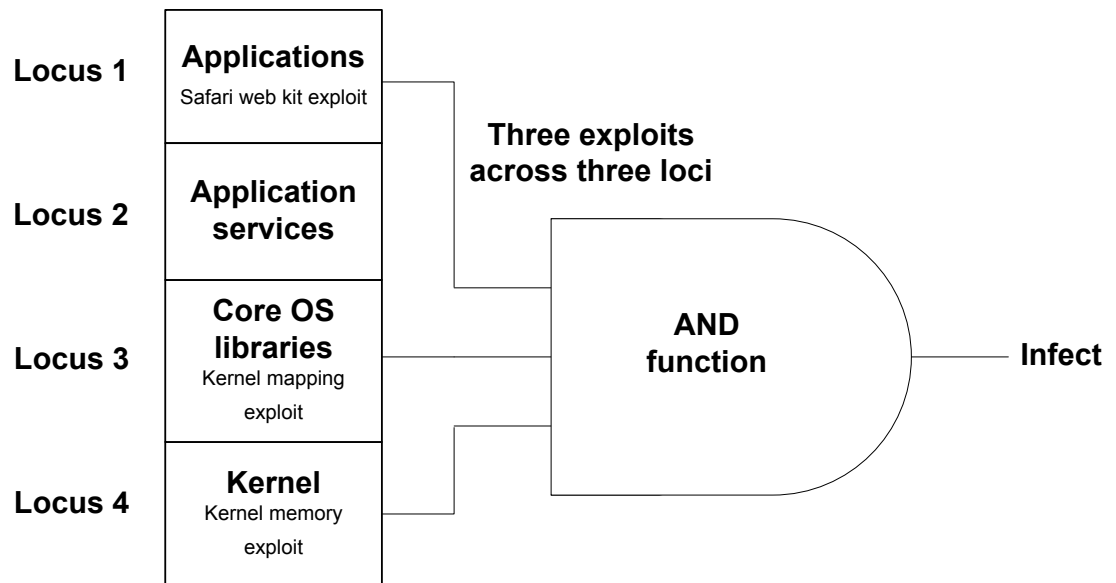 Locus 1
Applications
Safari web kit exploit
Three exploits
across three loci
Locus 2
Application
services
Locus 3
Core OS
libraries
Kernel mapping
exploit
AND
function
Infect
Locus 4
Kernel
Kernel memory
exploit